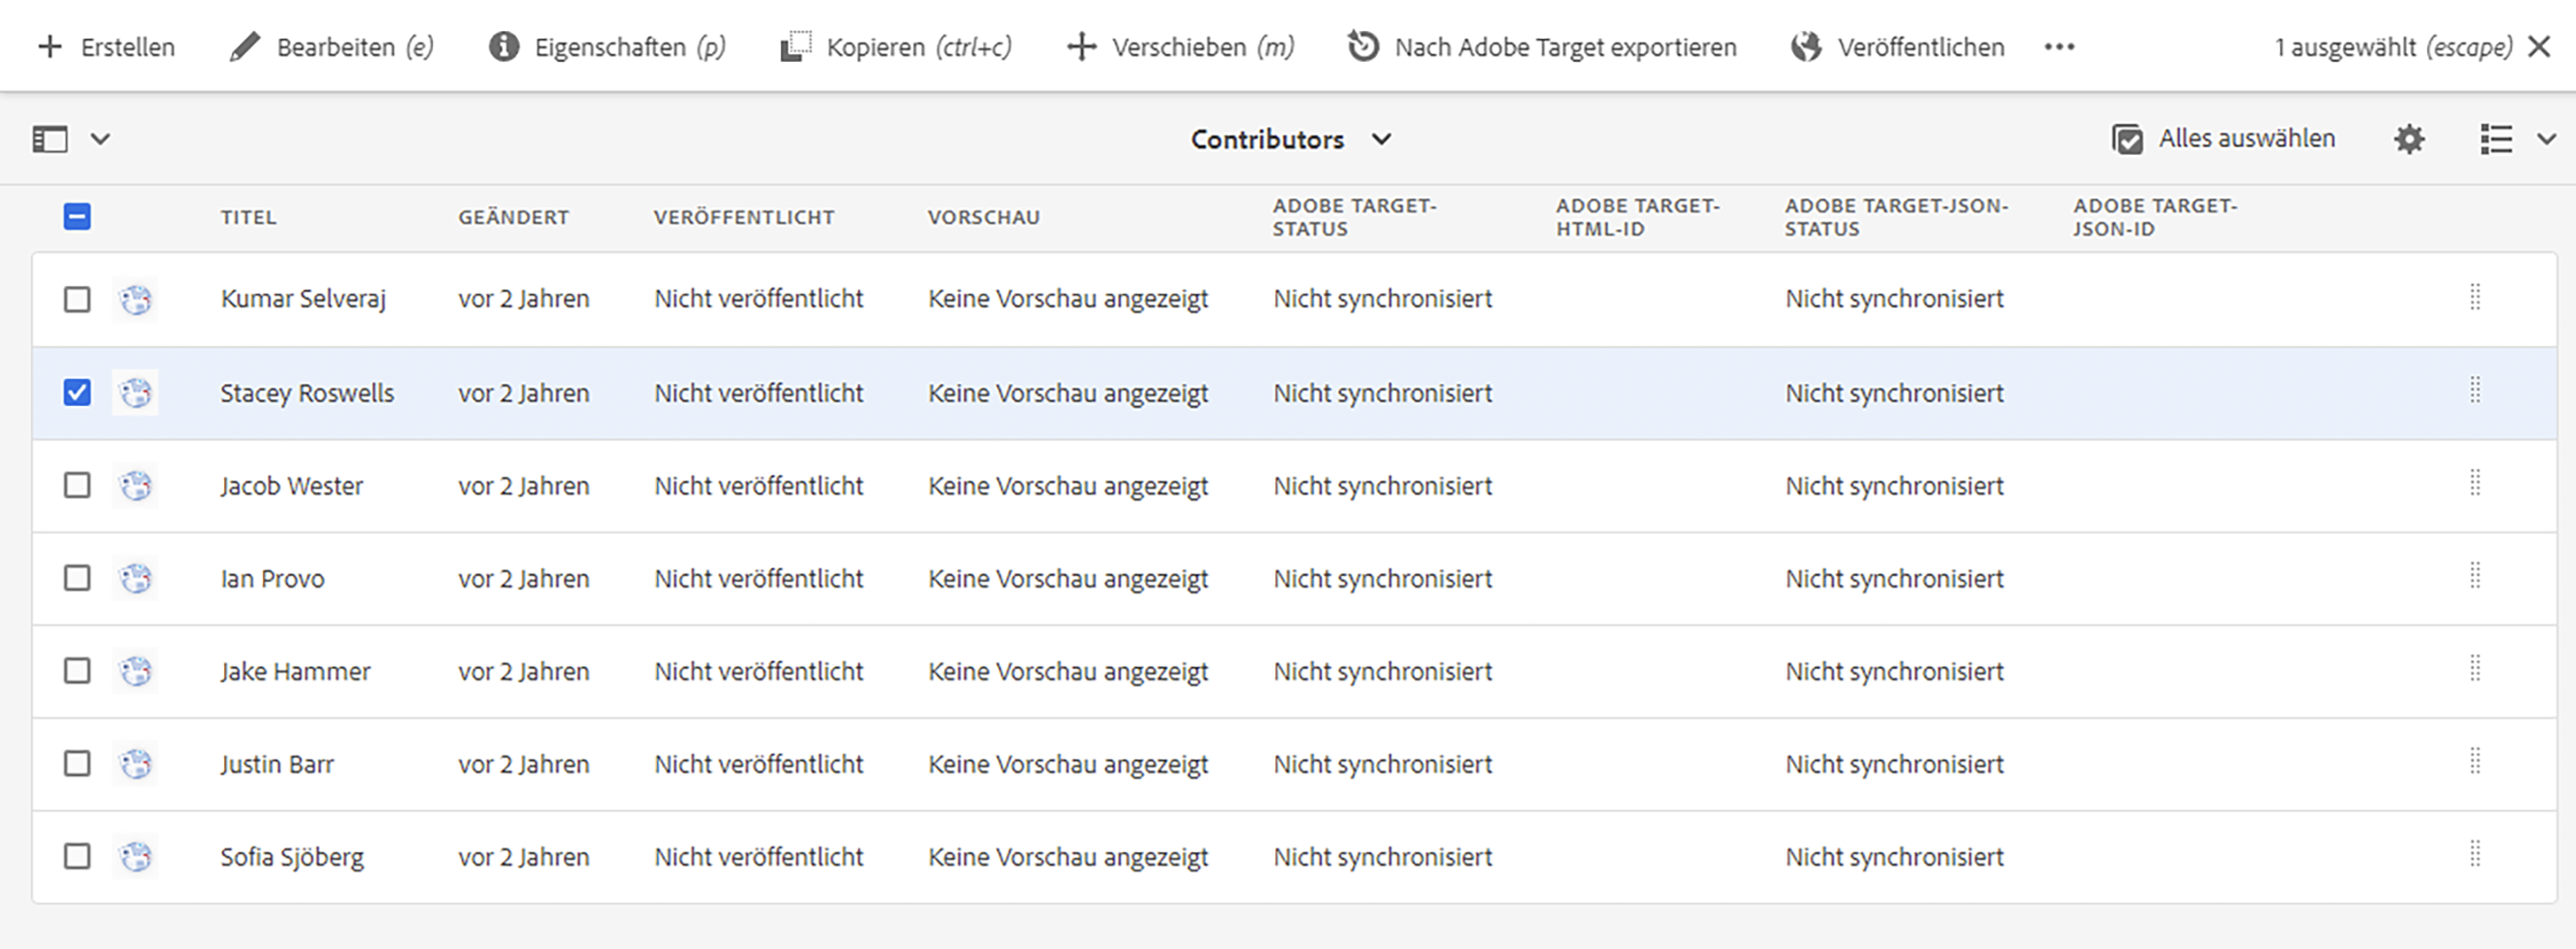 Erstellen Bearbeiten (e) Eigenschaften (p) Kopieren (ctrl+c) Verschieben (m) Nach Adobe Target exportieren Veröffentlichen ••• 1 ausgewählt (escape)
Contributors Alles auswählen
TITEL GEÄNDERT VERÖFFENTLICHT VORSCHAU ADOBE TARGET-STATUS ADOBE TARGET-HTML-ID ADOBE TARGET-JSON-STATUS ADOBE TARGET-JSON-ID
Kumar Selveraj vor 2 Jahren Nicht veröffentlicht Keine Vorschau angezeigt Nicht synchronisiert Nicht synchronisiert
Stacey Roswells vor 2 Jahren Nicht veröffentlicht Keine Vorschau angezeigt Nicht synchronisiert Nicht synchronisiert
Jacob Wester vor 2 Jahren Nicht veröffentlicht Keine Vorschau angezeigt Nicht synchronisiert Nicht synchronisiert
Ian Provo vor 2 Jahren Nicht veröffentlicht Keine Vorschau angezeigt Nicht synchronisiert Nicht synchronisiert
Jake Hammer vor 2 Jahren Nicht veröffentlicht Keine Vorschau angezeigt Nicht synchronisiert Nicht synchronisiert
Justin Barr vor 2 Jahren Nicht veröffentlicht Keine Vorschau angezeigt Nicht synchronisiert Nicht synchronisiert
Sofia Sjöberg vor 2 Jahren Nicht veröffentlicht Keine Vorschau angezeigt Nicht synchronisiert Nicht synchronisiert